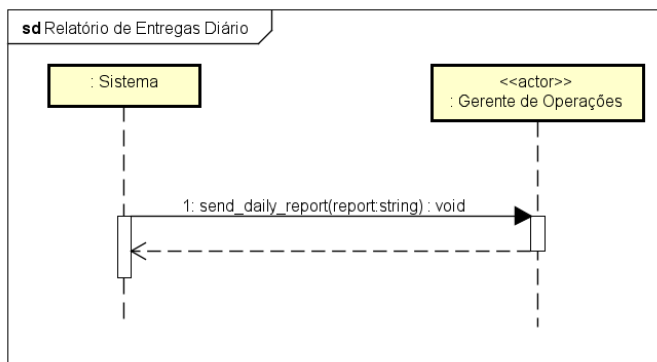 sd Relatório de Entregas Diário
: Sistema
<<actor>>
: Gerente de Operações
1: send_daily_report(report:string) : void